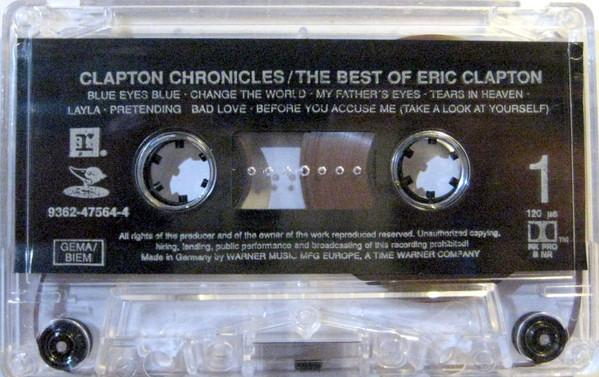 CLAPTON CHRONICLES/THE BEST OF ERIC CLAPTON
BLUE EYES BLUE · CHANGE THE WORLD · MY FATHER'S EYES · TEARS IN HEAVEN ·
LAYLA · PRETENDING BAD LOVE · BEFORE YOU ACCUSE ME (TAKE A LOOK AT YOURSELF)
r
9362-47564-4
1
120 µs
HX PRO
B NR
TM
GEMA/
BIEM
All rights of the producer and of the owner of the work reproduced reserved. Unauthorized copying,
hiring, lending, public performance and broadcasting of this recording prohibited!
Made in Germany by WARNER MUSIC MFG EUROPE, A TIME WARNER COMPANY